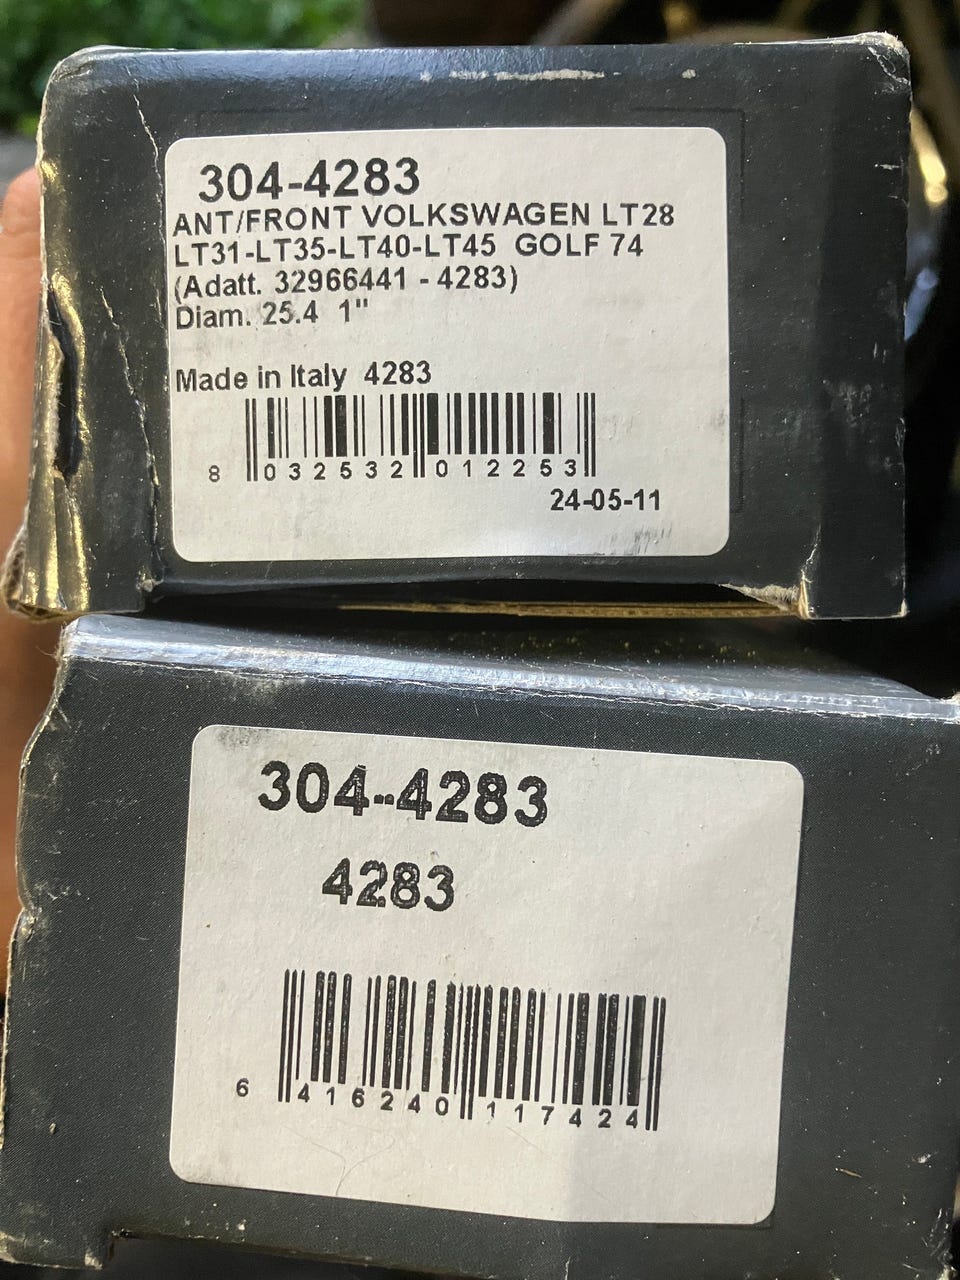 304-4283
ANT/FRONT VOLKSWAGEN LT28
LT31-LT35-LT40-LT45 GOLF 74
(Adatt. 32966441 - 4283)
Diam. 25.4 1"
Made in Italy 4283
8 032532 012253
24-05-11
304-4283
4283
6 416240 117424